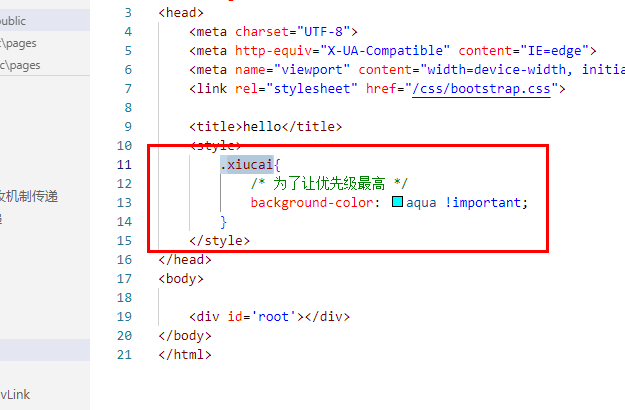 public
c\pages
c\pages
改机制传递
vLink
3 <head>
4 <meta charset="UTF-8">
5 <meta http-equiv="X-UA-Compatible" content="IE=edge">
6 <meta name="viewport" content="width=device-width, initia
7 <link rel="stylesheet" href="/css/bootstrap.css">
8
9 <title>hello</title>
10 <style>
11 .xiucai{
12 /* 为了让优先级最高 */
13 background-color: aqua !important;
14 }
15 </style>
16 </head>
17 <body>
18
19 <div id='root'></div>
20 </body>
21 </html>